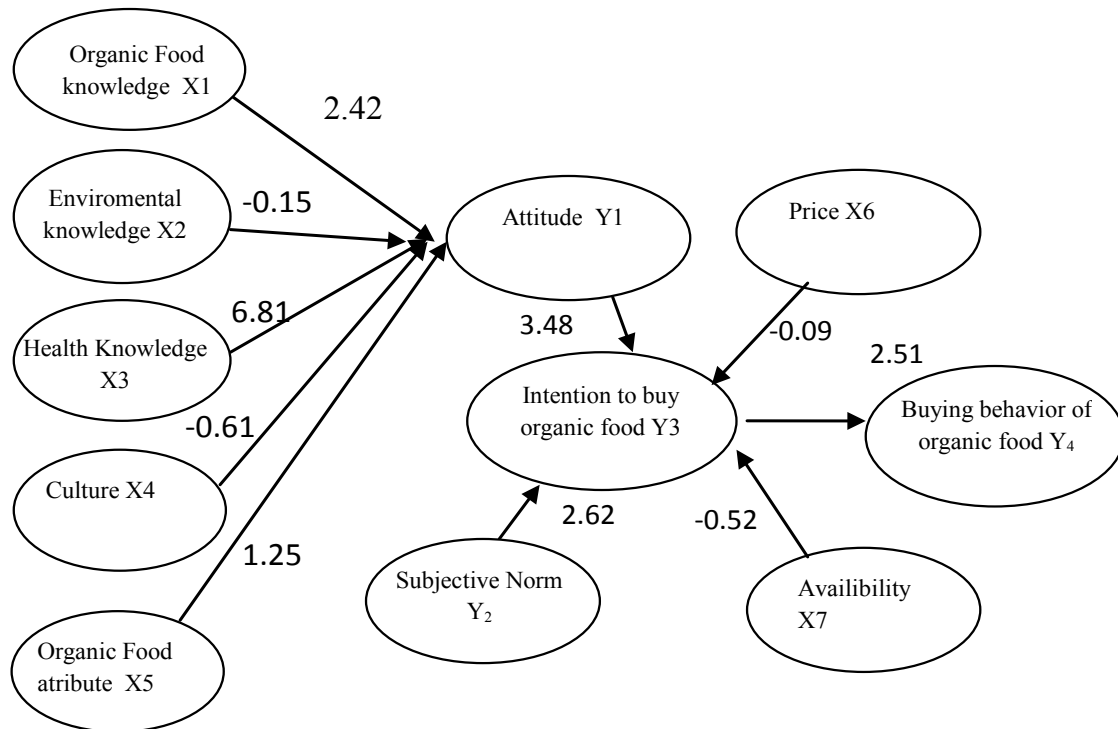 Organic Food
knowledge X1
2.42
Enviromental
knowledge X2
-0.15
Attitude Y1
Price X6
Health Knowledge
X3
6.81
3.48
-0.09
2.51
Intention to buy
organic food Y3
Buying behavior of
organic food Y₄
Culture X4
-0.61
2.62
-0.52
1.25
Subjective Norm
Y₂
Availibility
X7
Organic Food
atribute X5